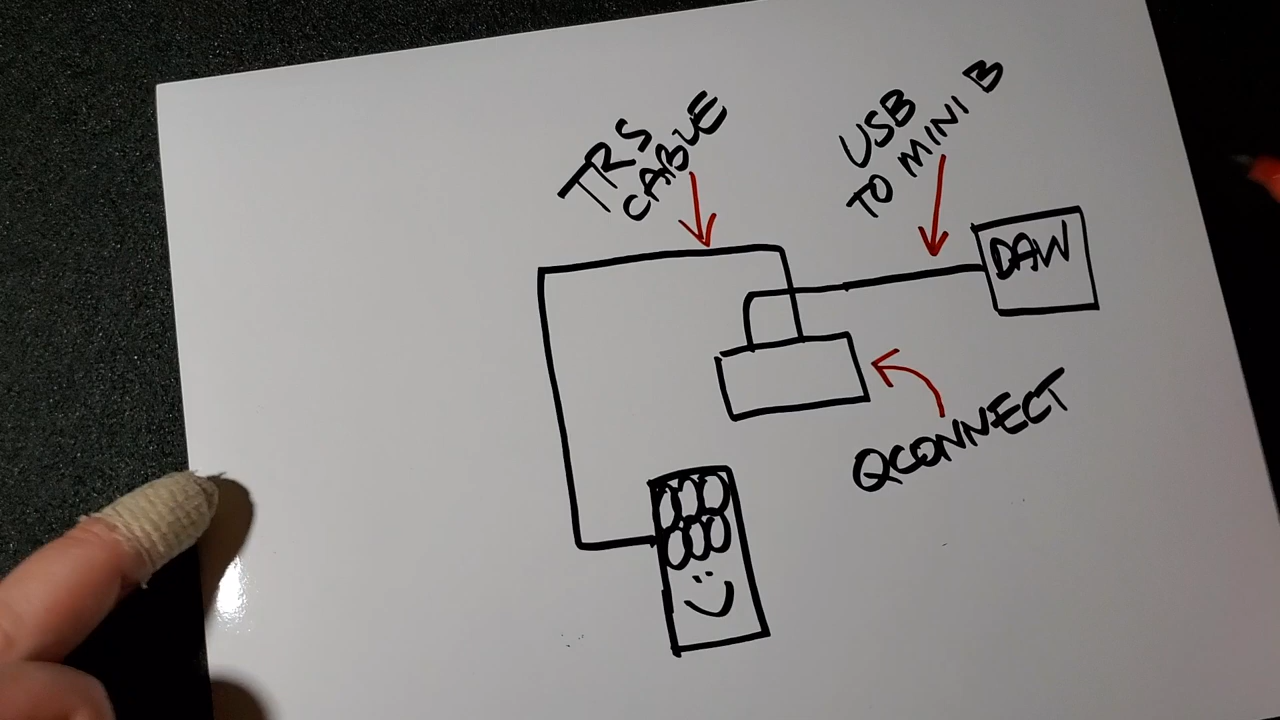 TRS
CABLE
USB
TO MINI B
DAW
QCONNECT